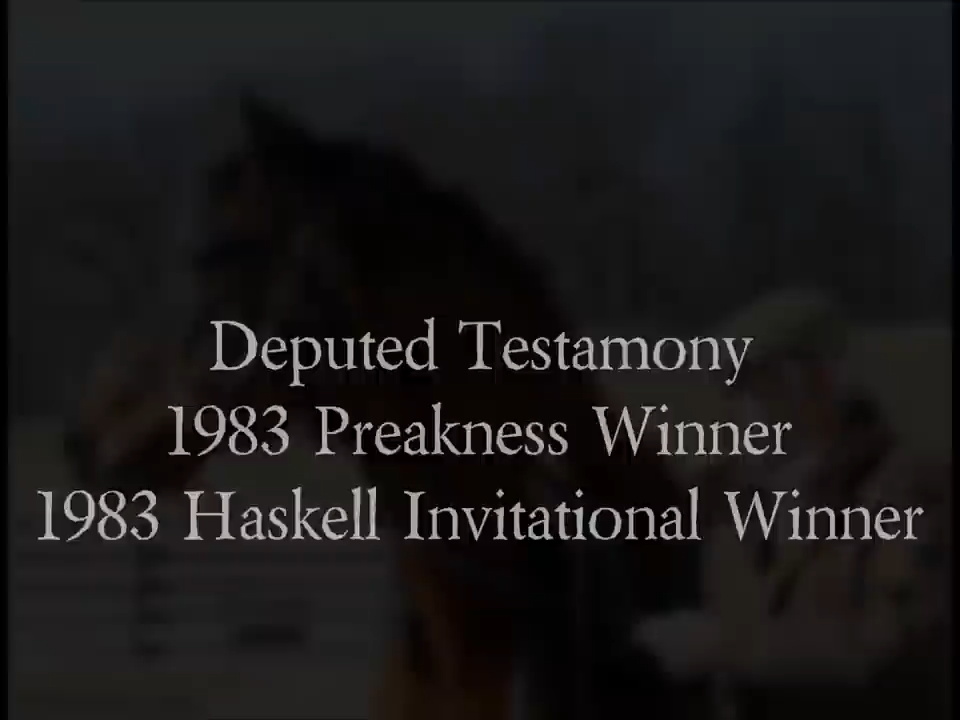 Deputed Testamony
1983 Preakness Winner
1983 Haskell Invitational Winner